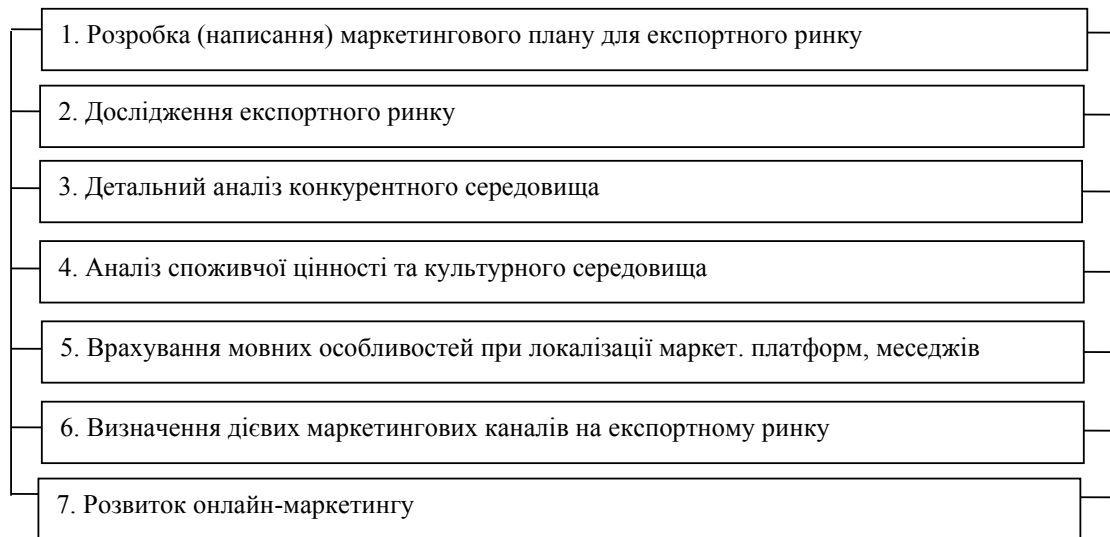 1. Розробка (написання) маркетингового плану для експортного ринку
2. Дослідження експортного ринку
3. Детальний аналіз конкурентного середовища
4. Аналіз споживчої цінності та культурного середовища
5. Врахування мовних особливостей при локалізації маркет. платформ, меседжів
6. Визначення дієвих маркетингових каналів на експортному ринку
7. Розвиток онлайн-маркетингу